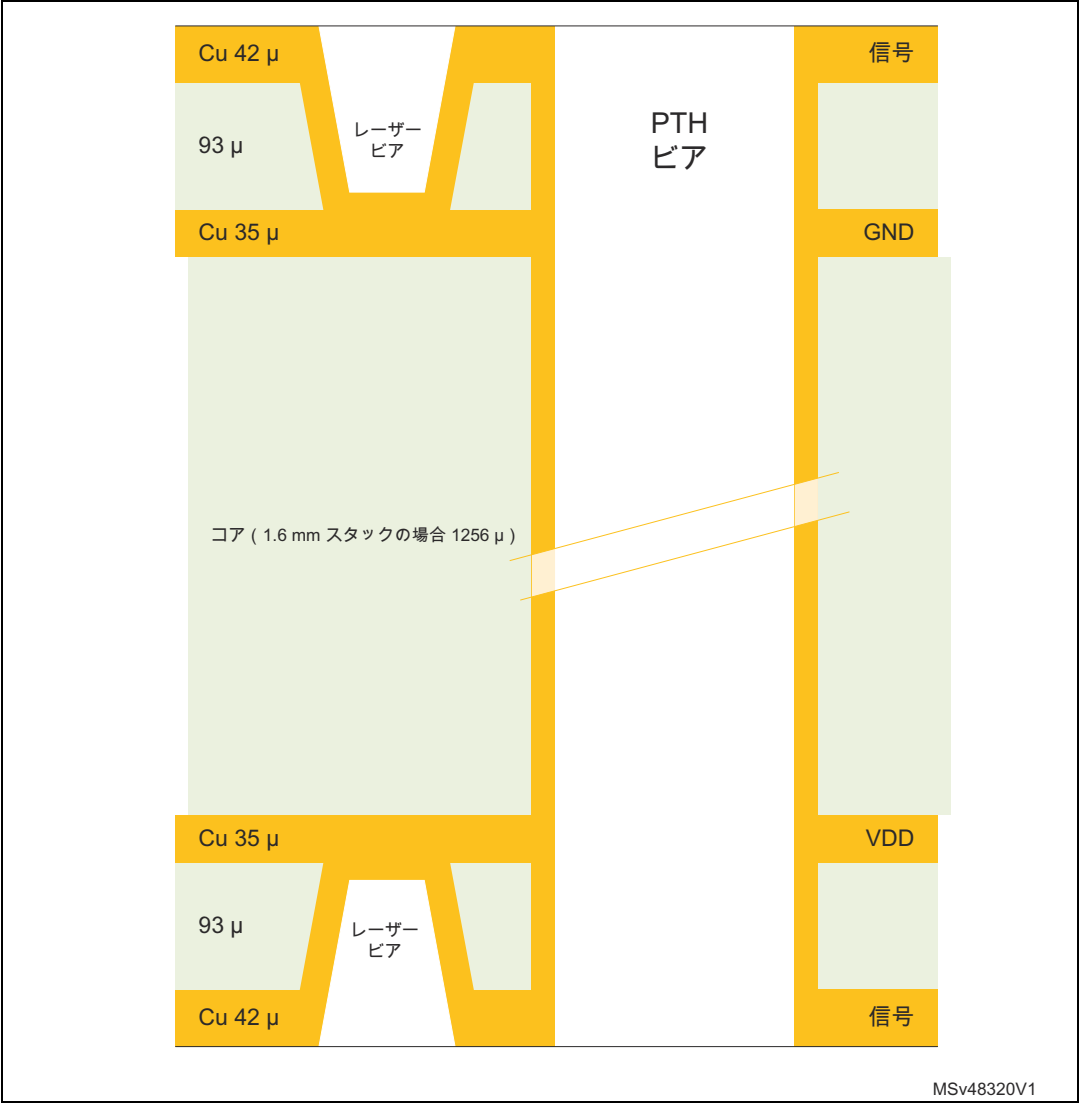 Cu 42 µ
信号
93 µ
レーザー
ビア
PTH
ビア
Cu 35 µ
GND
コア ( 1.6 mm スタックの場合 1256 µ )
Cu 35 µ
VDD
93 µ
レーザー
ビア
Cu 42 µ
信号
MSv48320V1